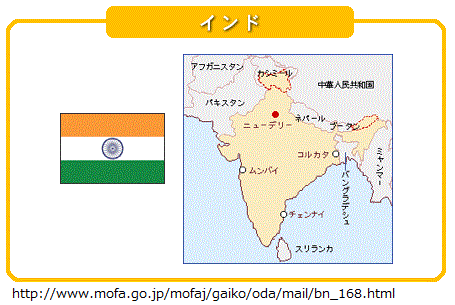 インド
アフガニスタン
カシミール
中華人民共和国
パキスタン
ネパール
ニューデリー
ブータン
コルカタ
ムンバイ
バングラデシュ
ミャンマー
チェンナイ
スリランカ
http://www.mofa.go.jp/mofaj/gaiko/oda/mail/bn_168.html